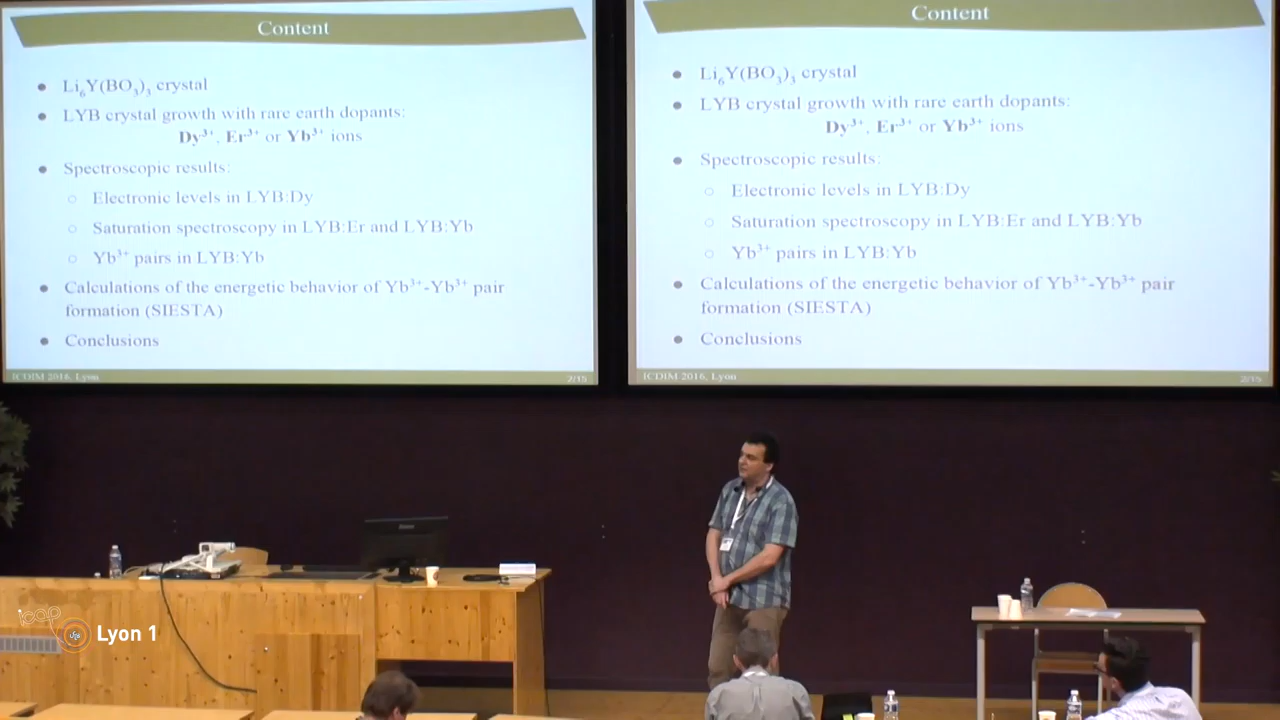 Content
● Li₆Y(BO₃)₃ crystal
● LYB crystal growth with rare earth dopants:
Dy³⁺, Er³⁺ or Yb³⁺ ions
● Spectroscopic results:
○ Electronic levels in LYB:Dy
○ Saturation spectroscopy in LYB:Er and LYB:Yb
○ Yb³⁺ pairs in LYB:Yb
● Calculations of the energetic behavior of Yb³⁺-Yb³⁺ pair
formation (SIESTA)
● Conclusions
ICDIM 2016, Lyon 2/15
Content
● Li₆Y(BO₃)₃ crystal
● LYB crystal growth with rare earth dopants:
Dy³⁺, Er³⁺ or Yb³⁺ ions
● Spectroscopic results:
○ Electronic levels in LYB:Dy
○ Saturation spectroscopy in LYB:Er and LYB:Yb
○ Yb³⁺ pairs in LYB:Yb
● Calculations of the energetic behavior of Yb³⁺-Yb³⁺ pair
formation (SIESTA)
● Conclusions
ICDIM 2016, Lyon 2/15
icap
Lyon 1